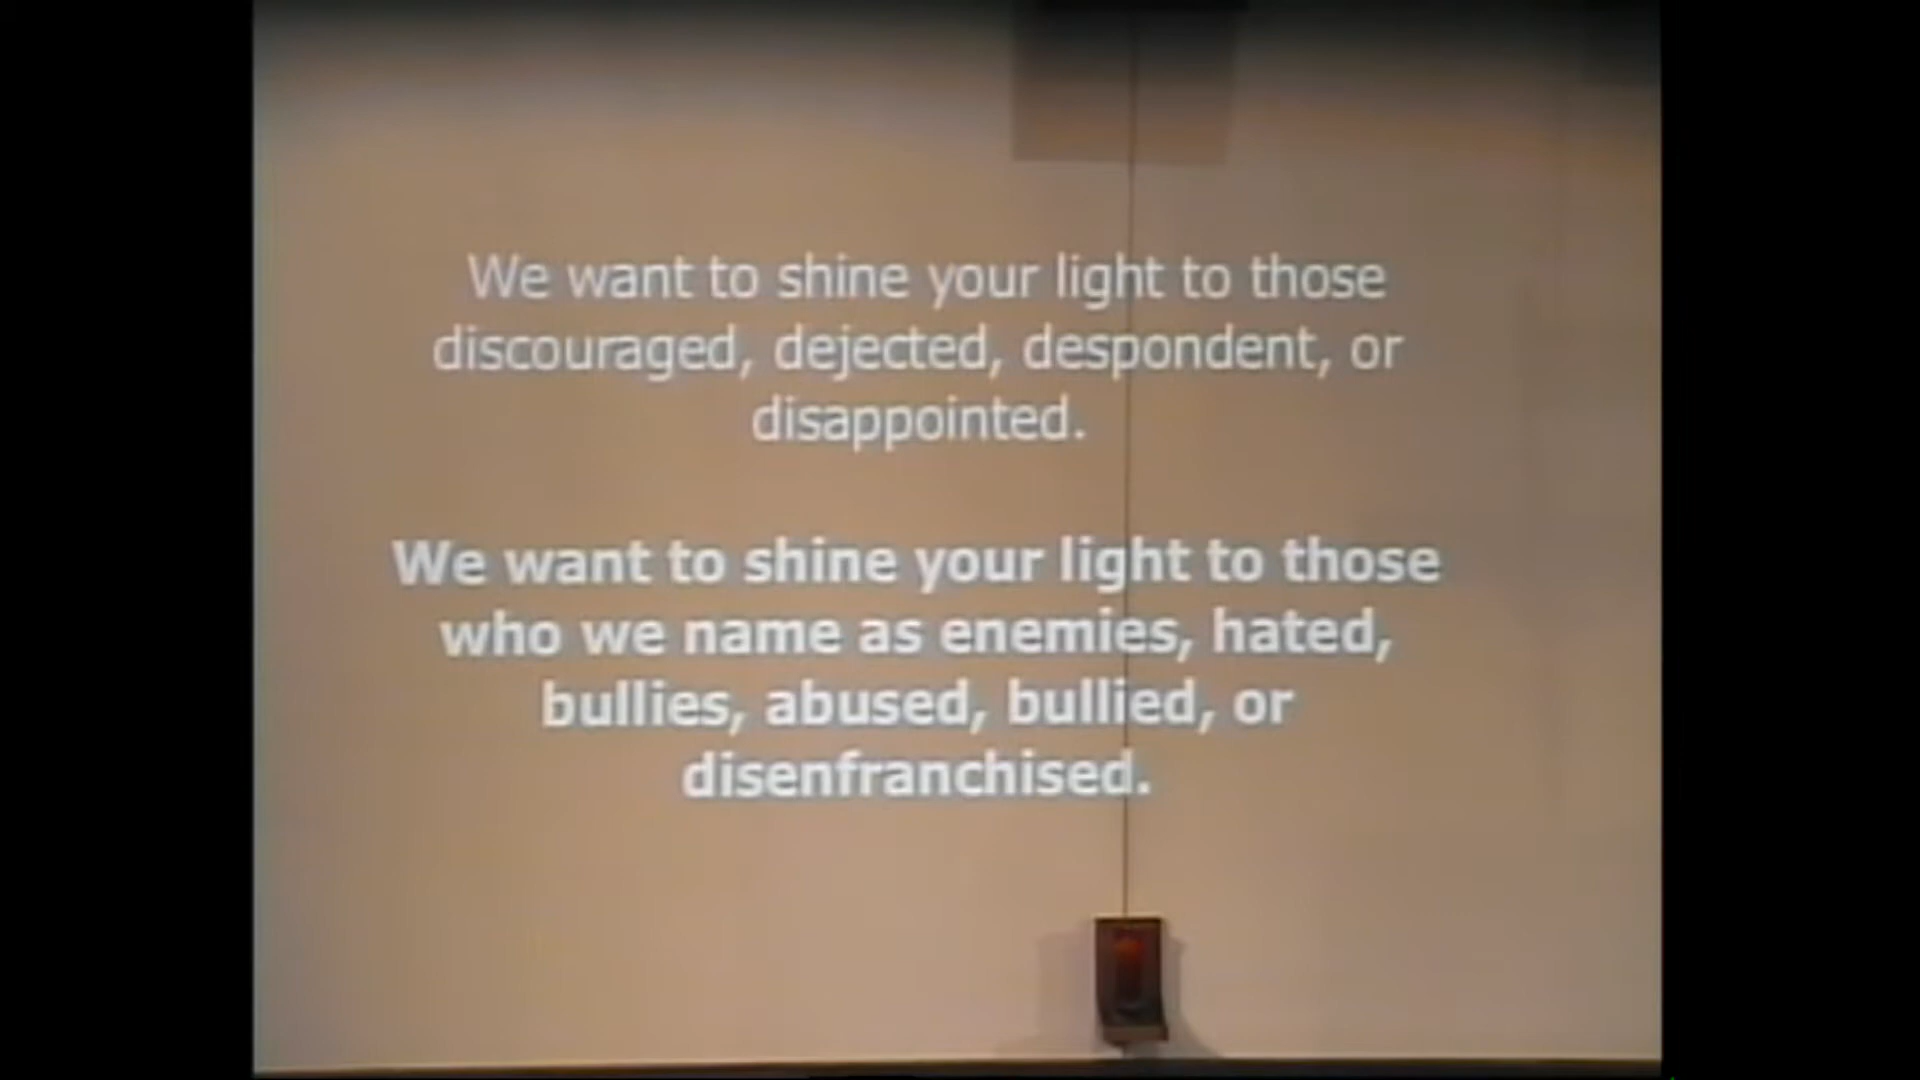 We want to shine your light to those
discouraged, dejected, despondent, or
disappointed.
We want to shine your light to those
who we name as enemies, hated,
bullies, abused, bullied, or
disenfranchised.